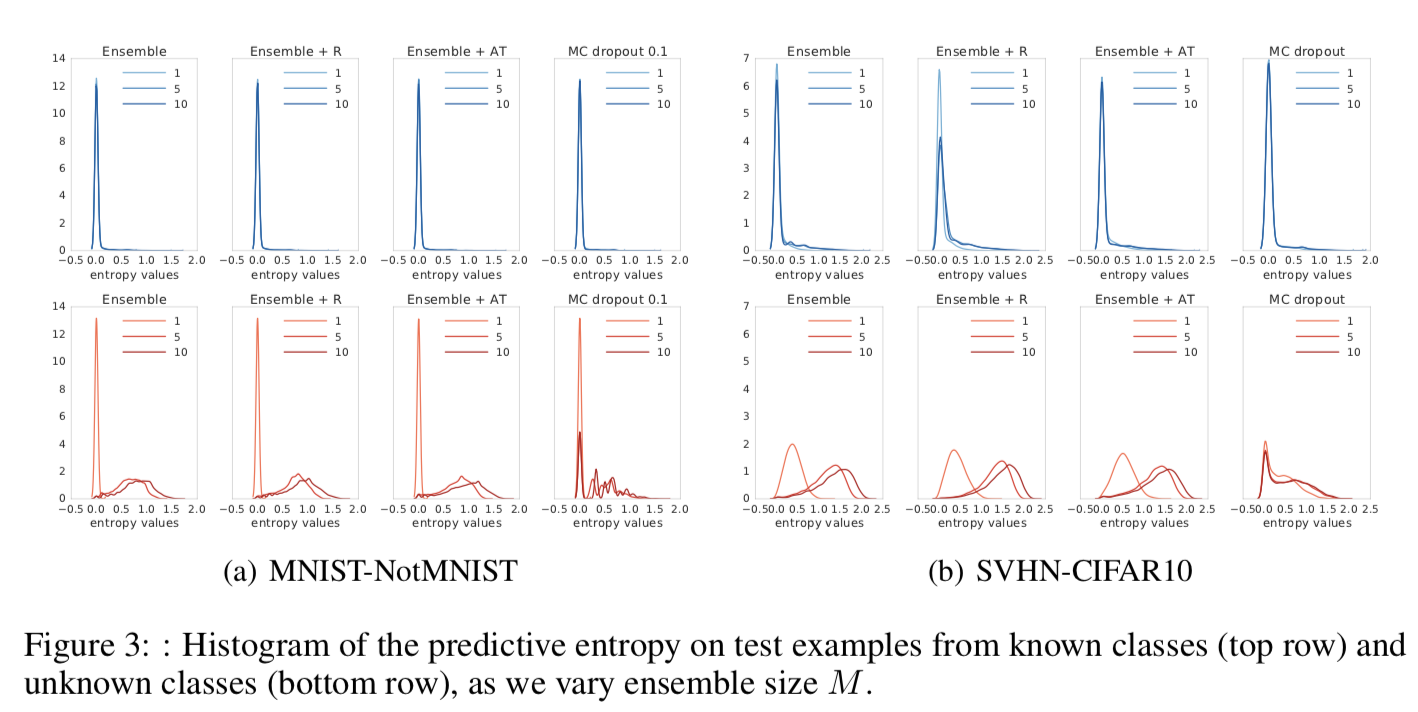 Ensemble Ensemble + R Ensemble + AT MC dropout 0.1 Ensemble Ensemble + R Ensemble + AT MC dropout
14 7
1 1 1 1 1 1 1 1
12 5 5 5 5 6 5 5 5 5
10 10 10 10 10 10 10 10
10 5
8 4
6 3
4 2
2 1
0 0
−0.5 0.0 0.5 1.0 1.5 2.0 −0.5 0.0 0.5 1.0 1.5 2.0 −0.5 0.0 0.5 1.0 1.5 2.0 −0.5 0.0 0.5 1.0 1.5 2.0 −0.5 0.0 0.5 1.0 1.5 2.0 2.5 −0.5 0.0 0.5 1.0 1.5 2.0 2.5 −0.5 0.0 0.5 1.0 1.5 2.0 2.5 −0.5 0.0 0.5 1.0 1.5 2.0
entropy values entropy values entropy values entropy values entropy values entropy values entropy values entropy values
Ensemble Ensemble + R Ensemble + AT MC dropout 0.1 Ensemble Ensemble + R Ensemble + AT MC dropout
14 7
1 1 1 1 1 1 1 1
12 5 5 5 5 6 5 5 5 5
10 10 10 10 10 10 10 10
10 5
8 4
6 3
4 2
2 1
0 0
−0.5 0.0 0.5 1.0 1.5 2.0 −0.5 0.0 0.5 1.0 1.5 2.0 −0.5 0.0 0.5 1.0 1.5 2.0 −0.5 0.0 0.5 1.0 1.5 2.0 −0.5 0.0 0.5 1.0 1.5 2.0 2.5 −0.5 0.0 0.5 1.0 1.5 2.0 2.5 −0.5 0.0 0.5 1.0 1.5 2.0 2.5 −0.5 0.0 0.5 1.0 1.5 2.0 2.5
entropy values entropy values entropy values entropy values entropy values entropy values entropy values entropy values
(a) MNIST-NotMNIST (b) SVHN-CIFAR10
Figure 3: : Histogram of the predictive entropy on test examples from known classes (top row) and
unknown classes (bottom row), as we vary ensemble size M.